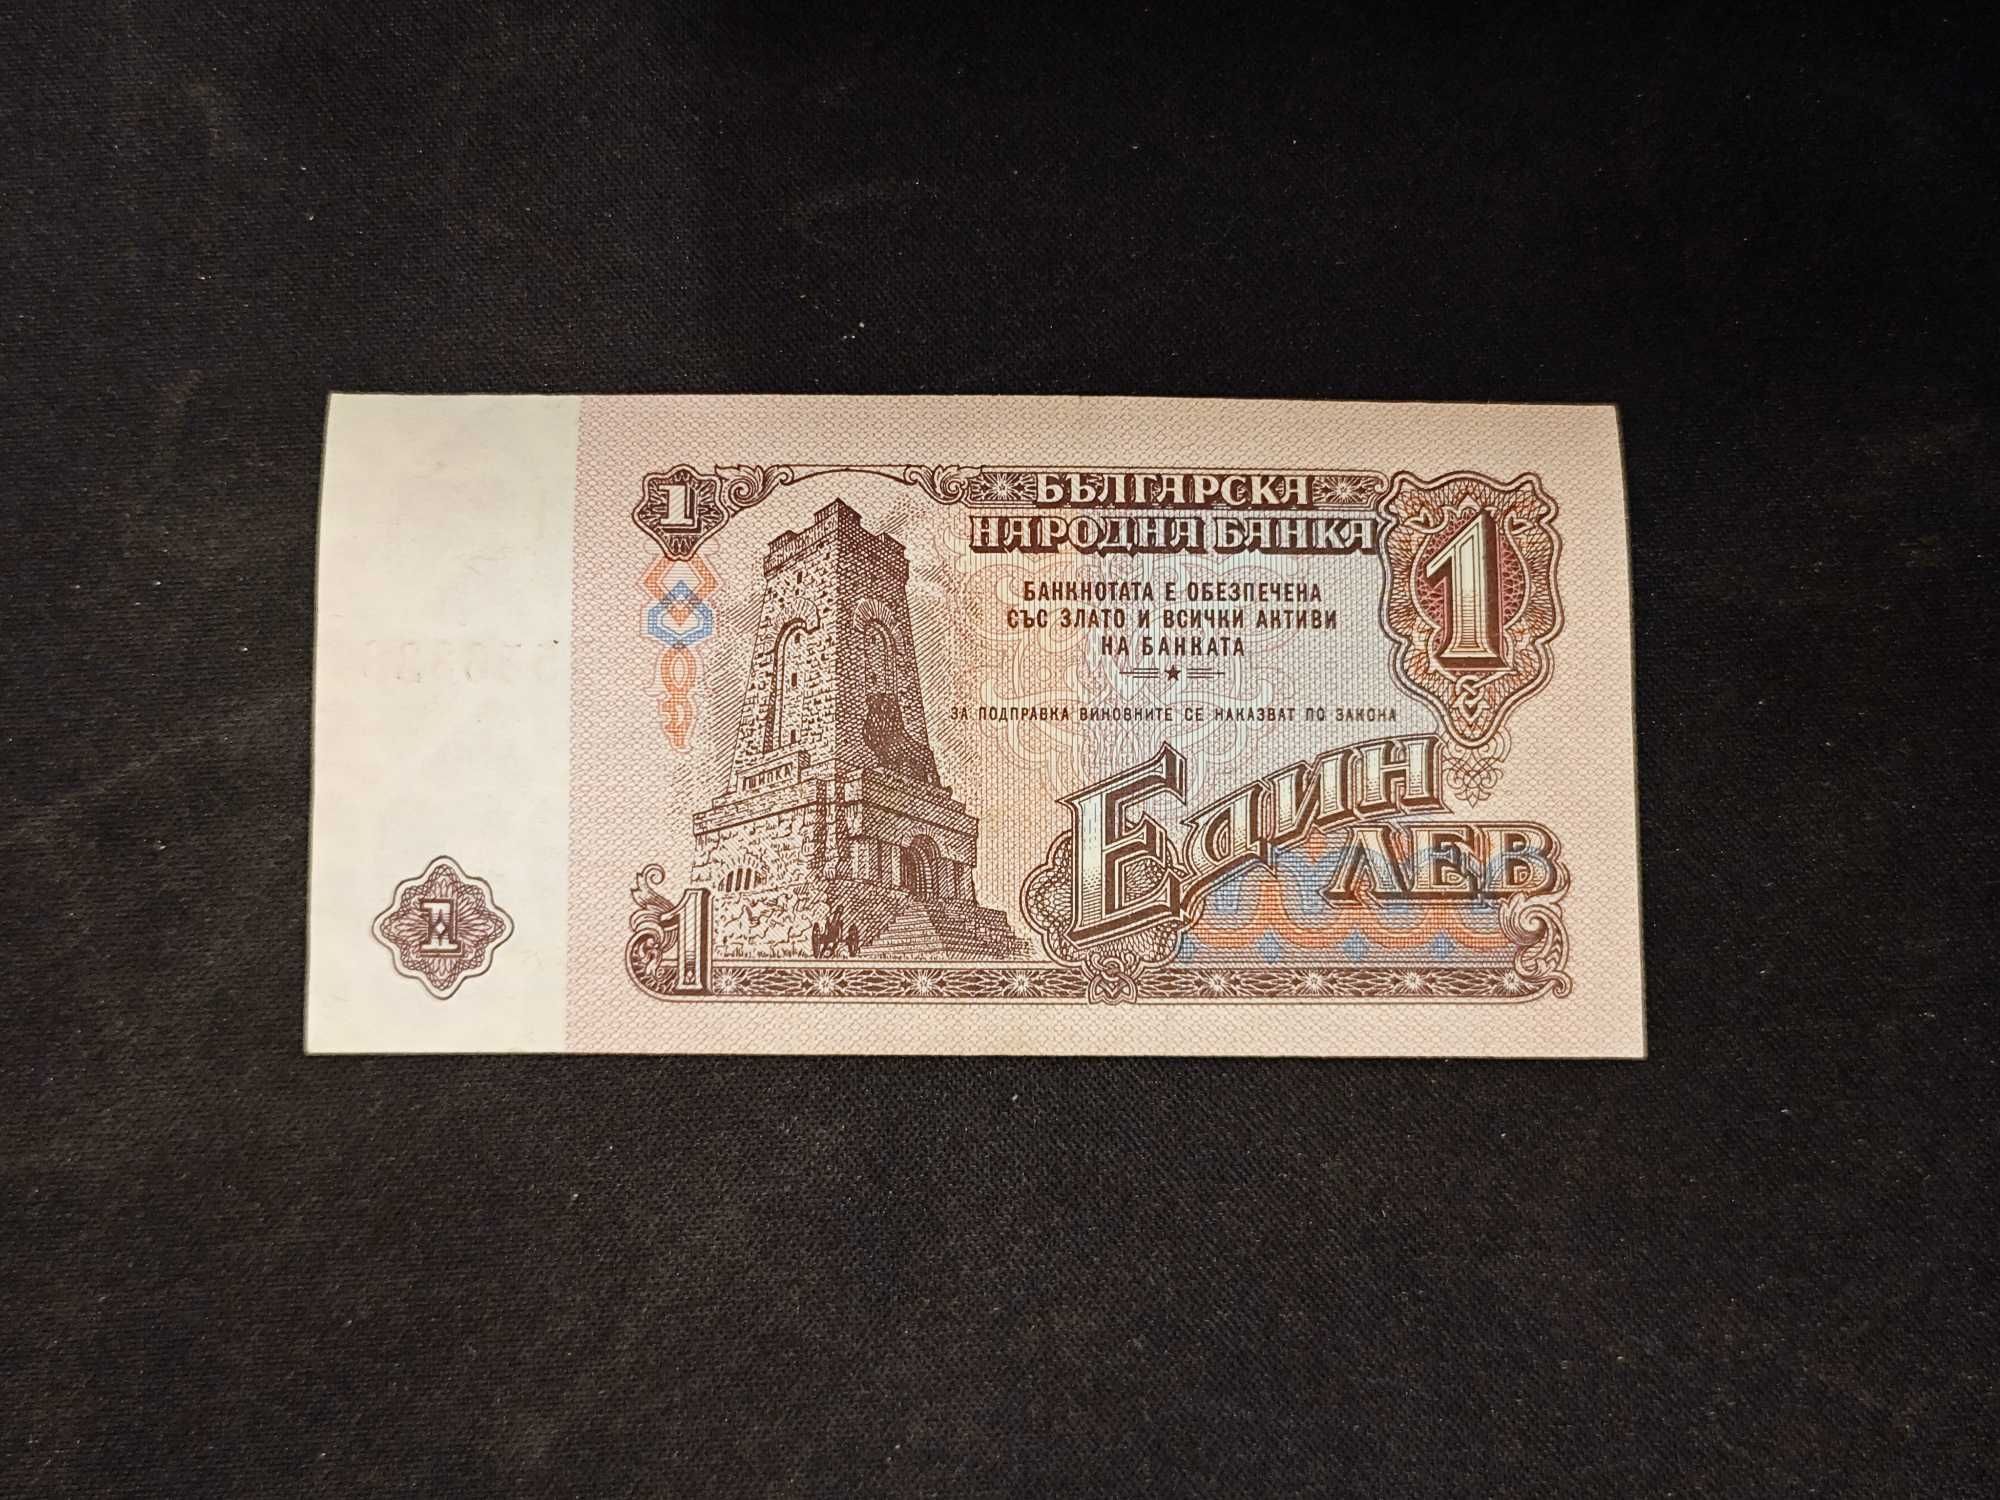 1
БЪЛГАРСКА
НАРОДНА БАНКА
1
БАНКНОТАТА Е ОБЕЗПЕЧЕНА
СЪС ЗЛАТО И ВСИЧКИ АКТИВИ
НА БАНКАТА
ЗА ПОДПРАВКА ВИНОВНИТЕ СЕ НАКАЗВАТ ПО ЗАКОНА
ШИПКА
ЕДИН
ЛЕВ
1
1